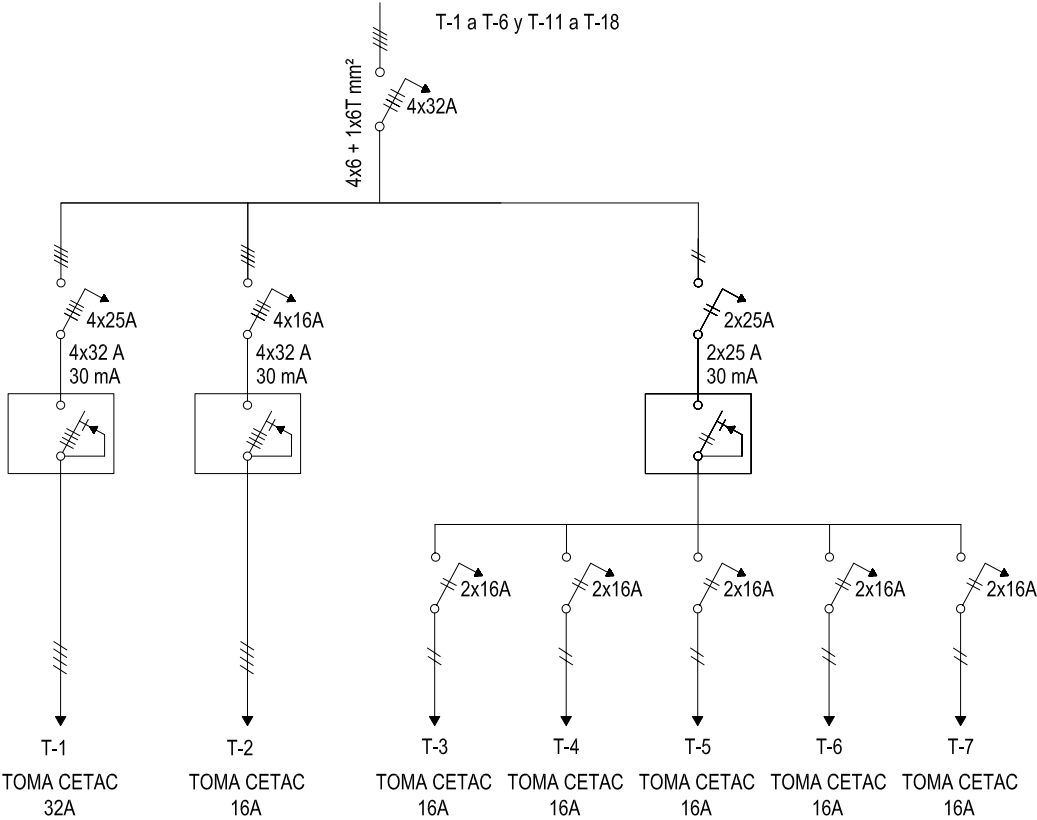 T-1 a T-6 y T-11 a T-18
4x6 + 1x6T mm²
4x32A
4x25A
4x16A
2x25A
4x32 A
30 mA
4x32 A
30 mA
2x25 A
30 mA
2x16A
2x16A
2x16A
2x16A
2x16A
T-1
T-2
T-3
T-4
T-5
T-6
T-7
TOMA CETAC
32A
TOMA CETAC
16A
TOMA CETAC
16A
TOMA CETAC
16A
TOMA CETAC
16A
TOMA CETAC
16A
TOMA CETAC
16A